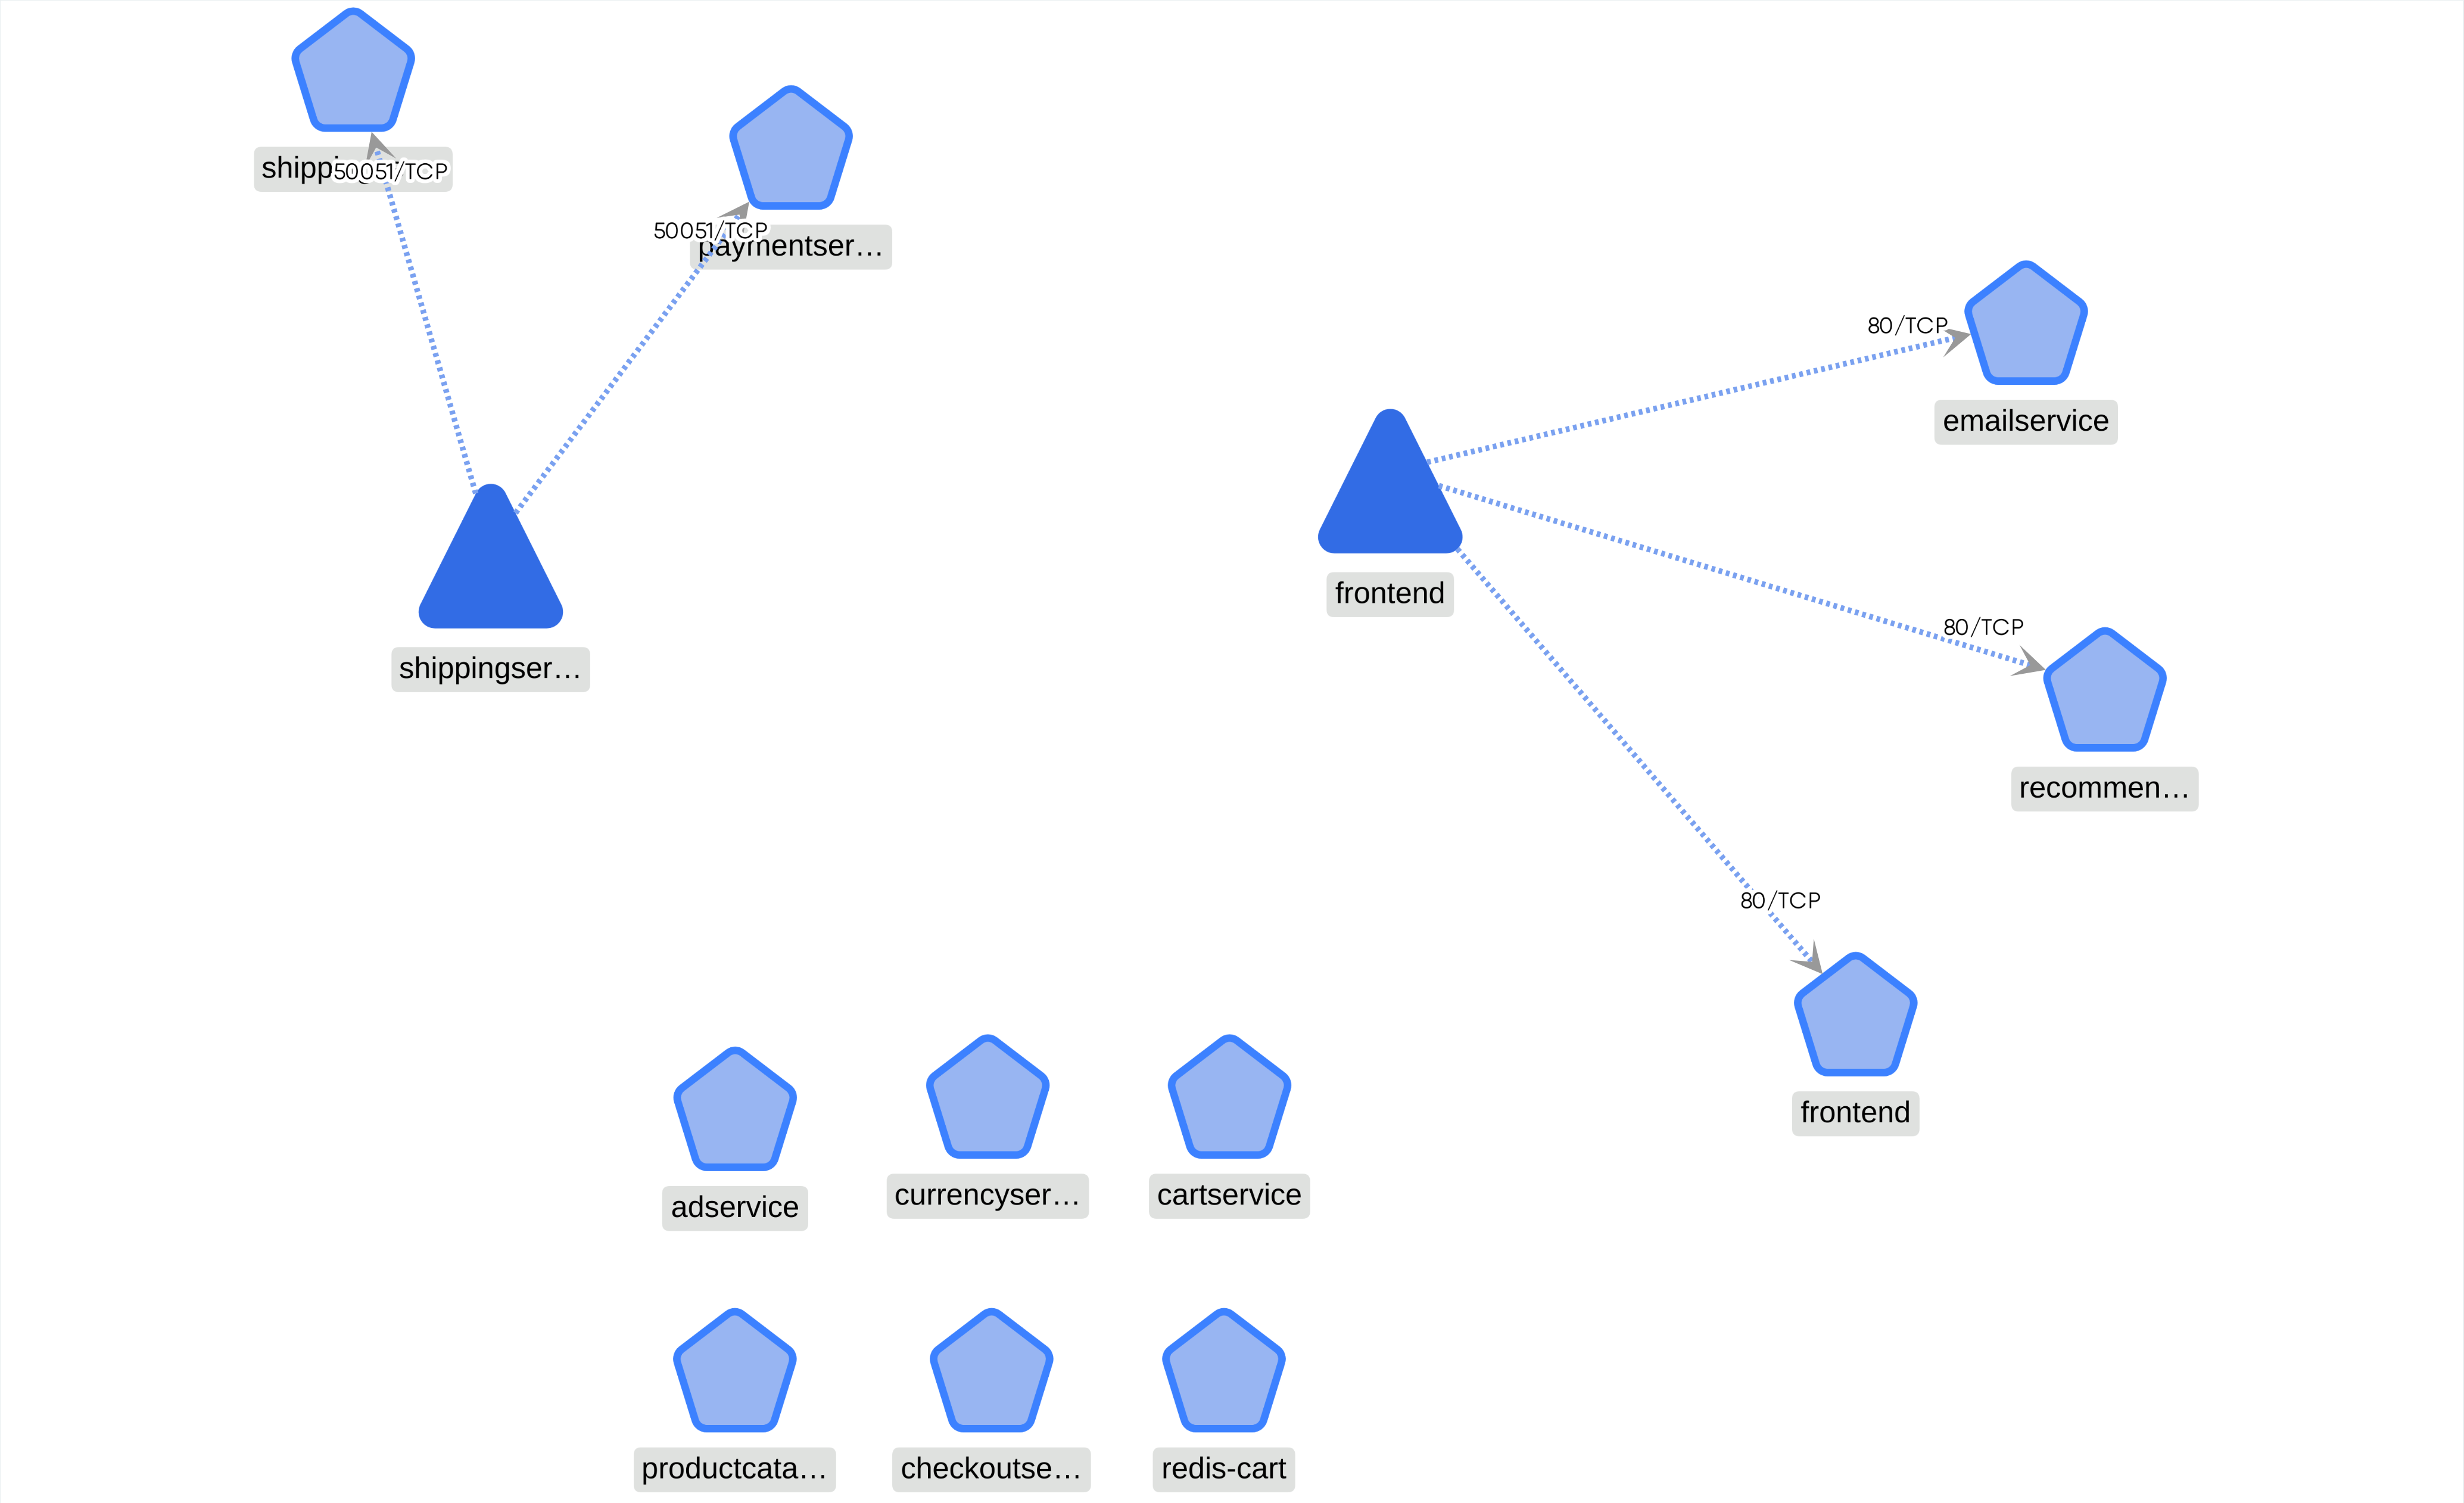 50051/TCP
50051/TCP
paymentser…
80/TCP
emailservice
frontend
80/TCP
shippingser…
recommen…
80/TCP
frontend
adservice
currencyser…
cartservice
productcata…
checkoutse…
redis-cart